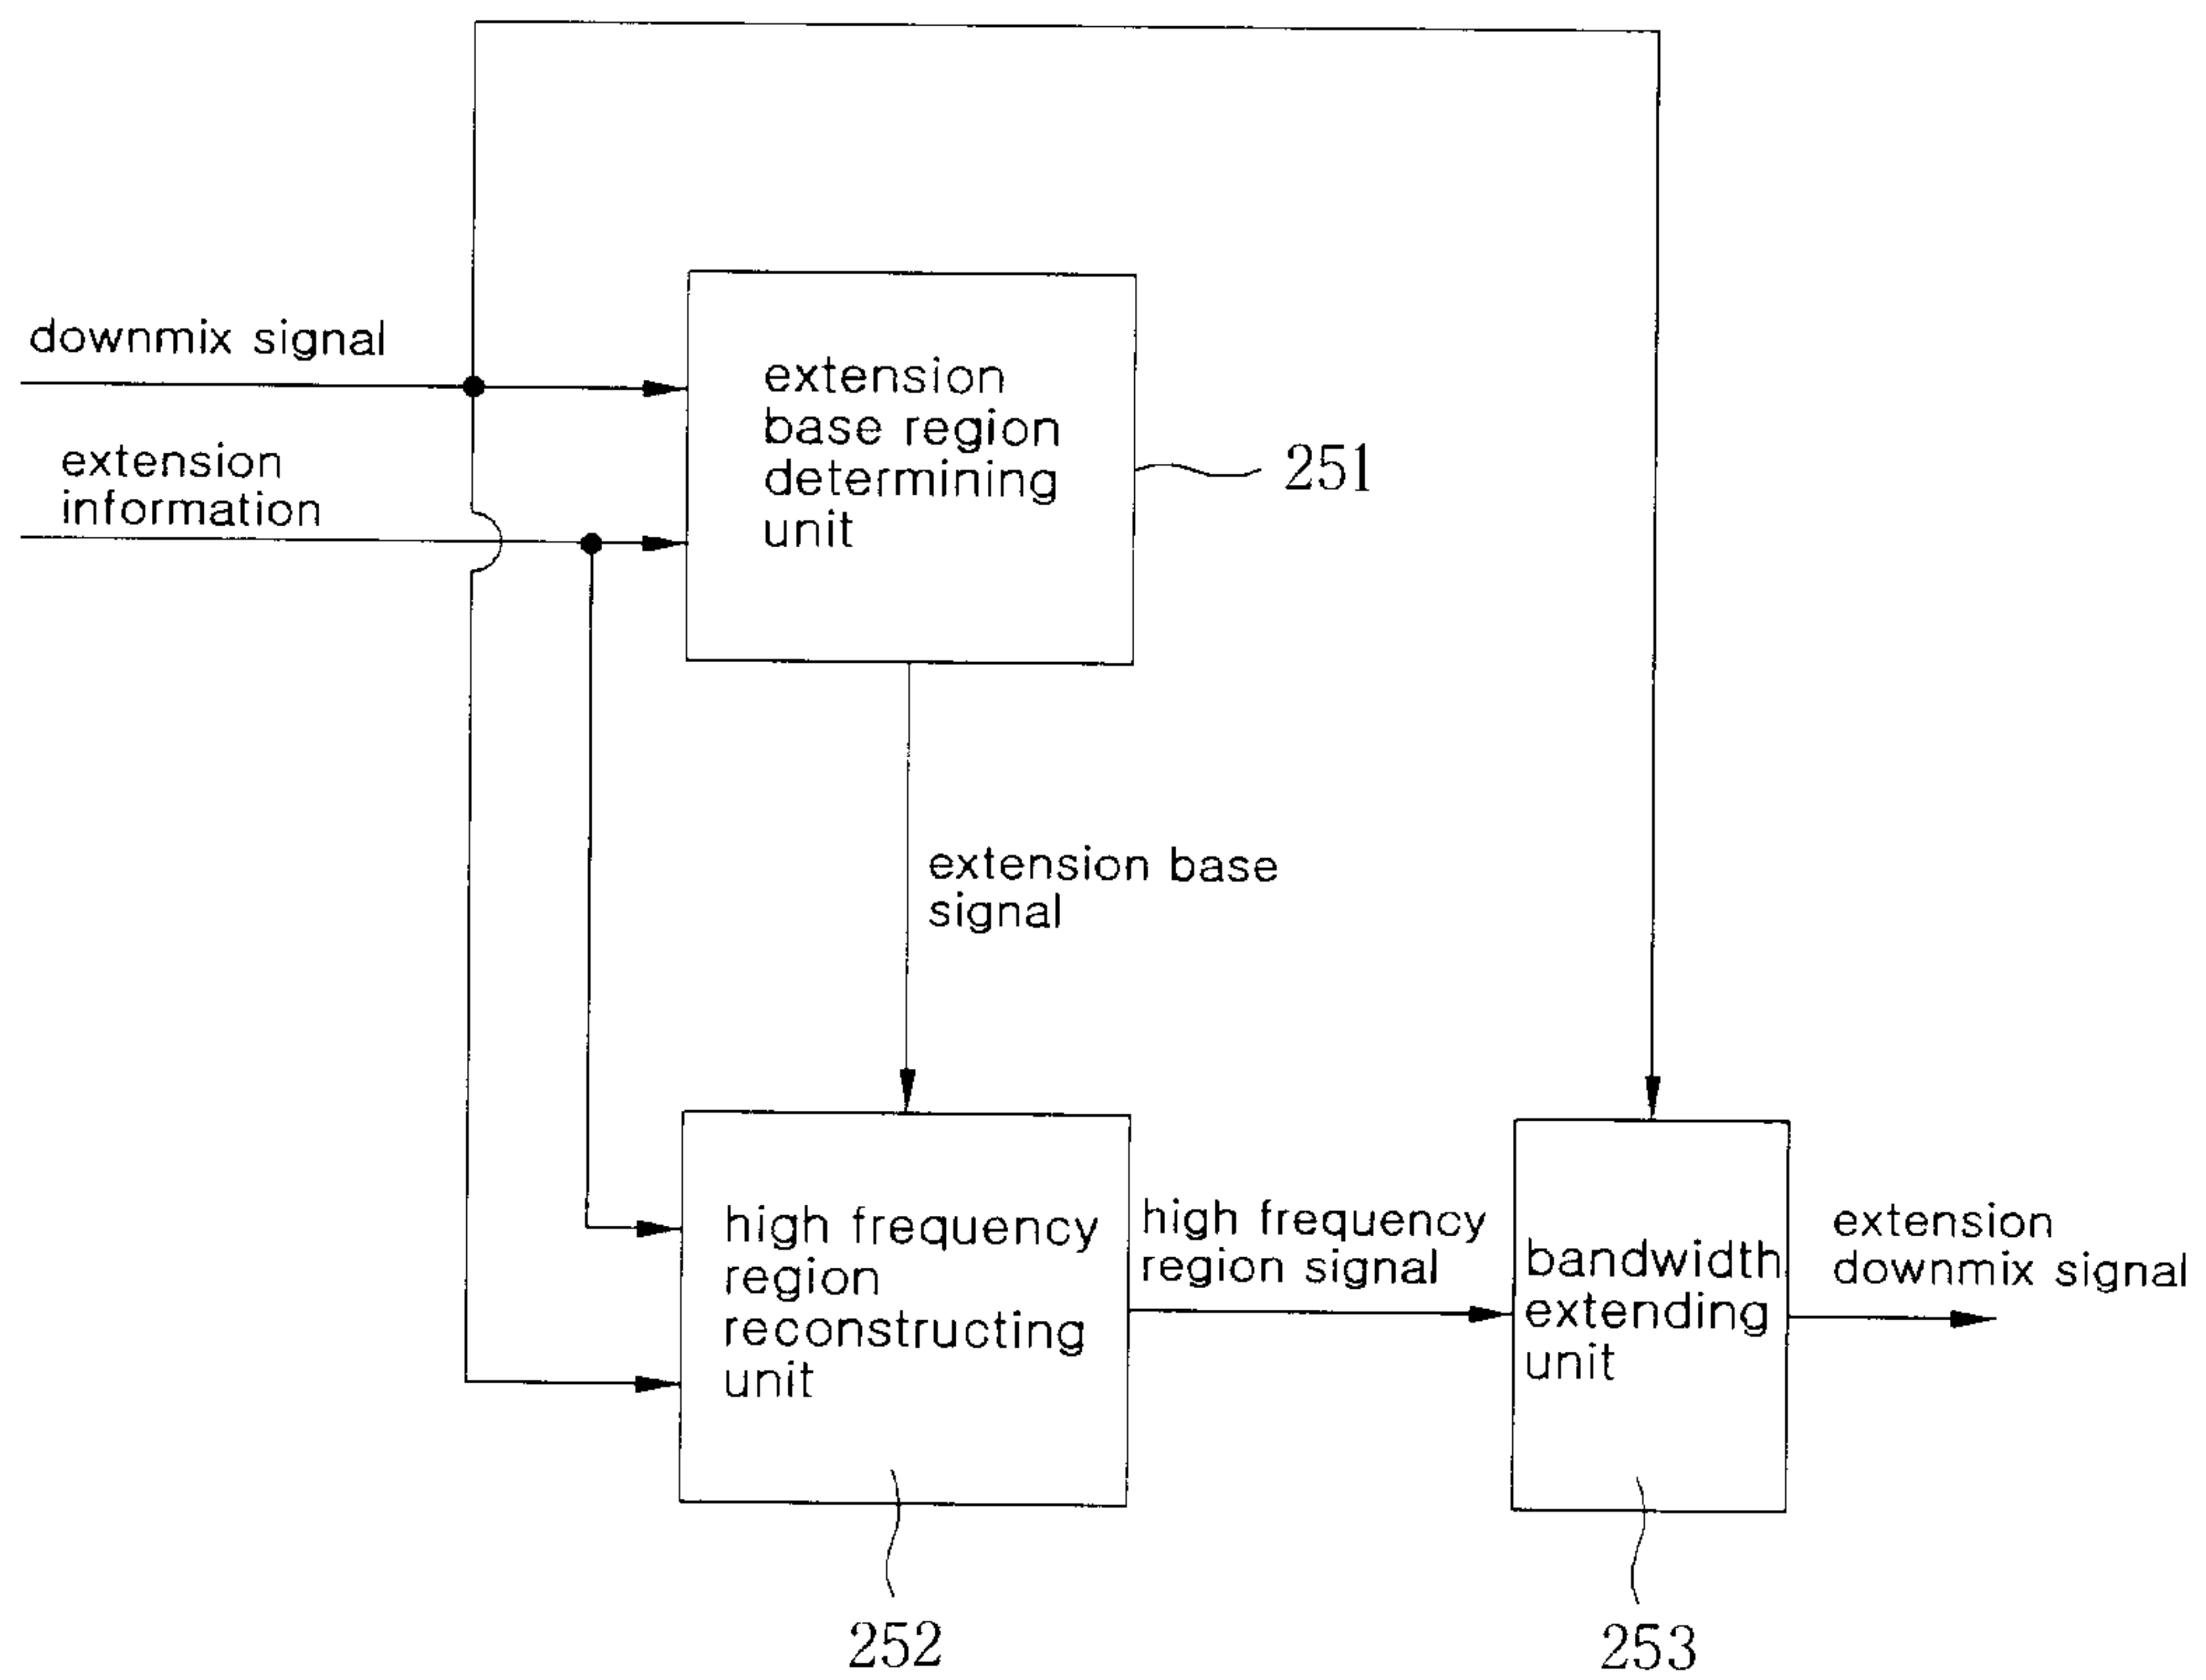 downmix signal
extension
information
extension
base region
determining
unit
251
extension base
signal
high frequency
region
reconstructing
unit
252
high frequency
region signal
bandwidth
extending
unit
253
extension
downmix signal